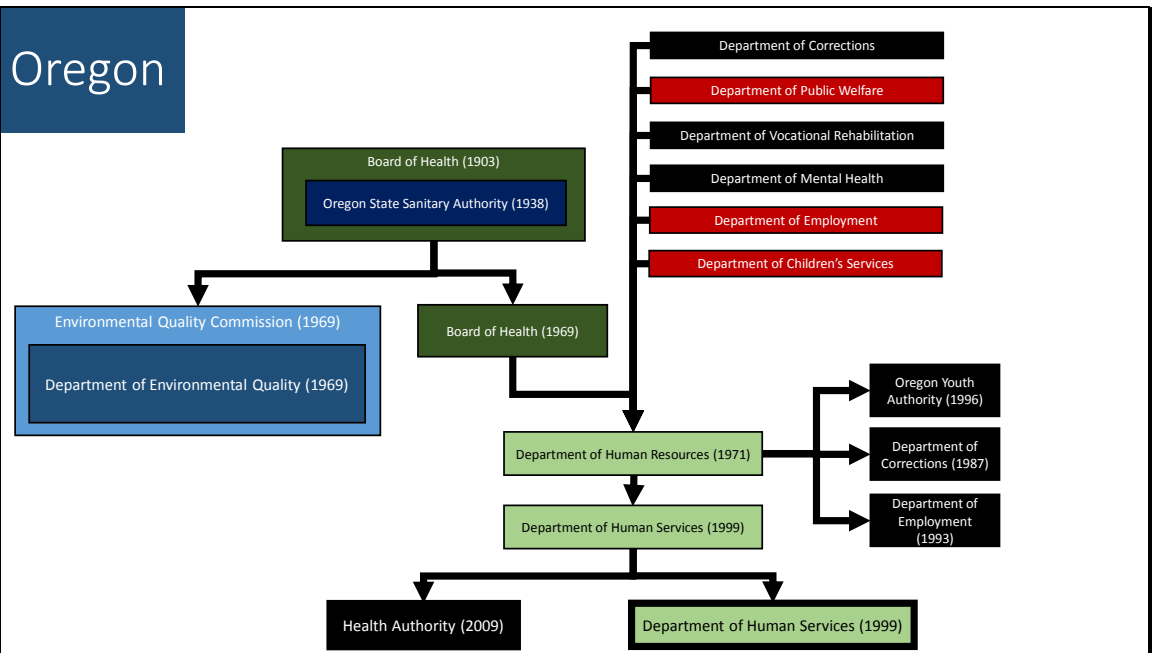 Oregon
Department of Corrections
Department of Public Welfare
Department of Vocational Rehabilitation
Department of Mental Health
Department of Employment
Department of Children’s Services
Board of Health (1903)
Oregon State Sanitary Authority (1938)
Environmental Quality Commission (1969)
Department of Environmental Quality (1969)
Board of Health (1969)
Department of Human Resources (1971)
Oregon Youth
Authority (1996)
Department of
Corrections (1987)
Department of
Employment
(1993)
Department of Human Services (1999)
Health Authority (2009)
Department of Human Services (1999)